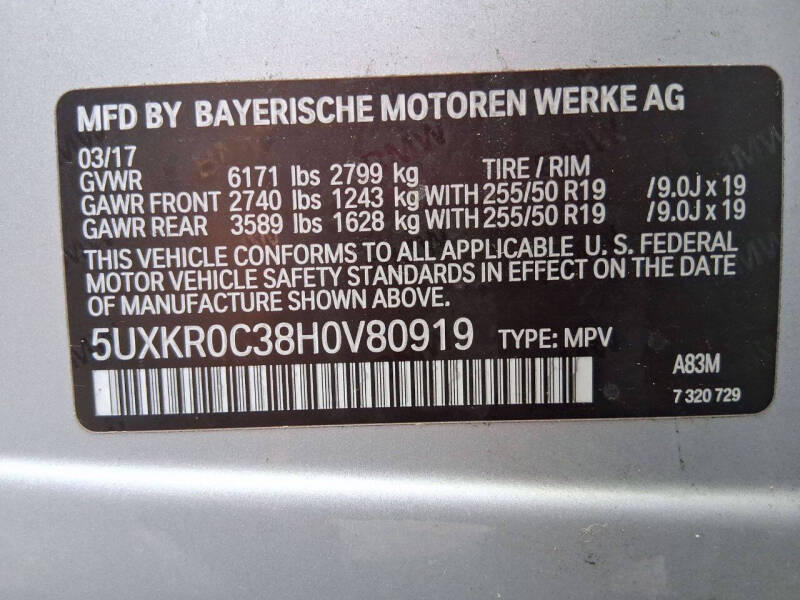 MFD BY BAYERISCHE MOTOREN WERKE AG
03/17
GVWR 6171 lbs 2799 kg TIRE / RIM
GAWR FRONT 2740 lbs 1243 kg WITH 255/50 R19 /9.0J x 19
GAWR REAR 3589 lbs 1628 kg WITH 255/50 R19 /9.0J x 19
THIS VEHICLE CONFORMS TO ALL APPLICABLE U. S. FEDERAL
MOTOR VEHICLE SAFETY STANDARDS IN EFFECT ON THE DATE
OF MANUFACTURE SHOWN ABOVE.
5UXKR0C38H0V80919 TYPE: MPV
A83M
7 320 729